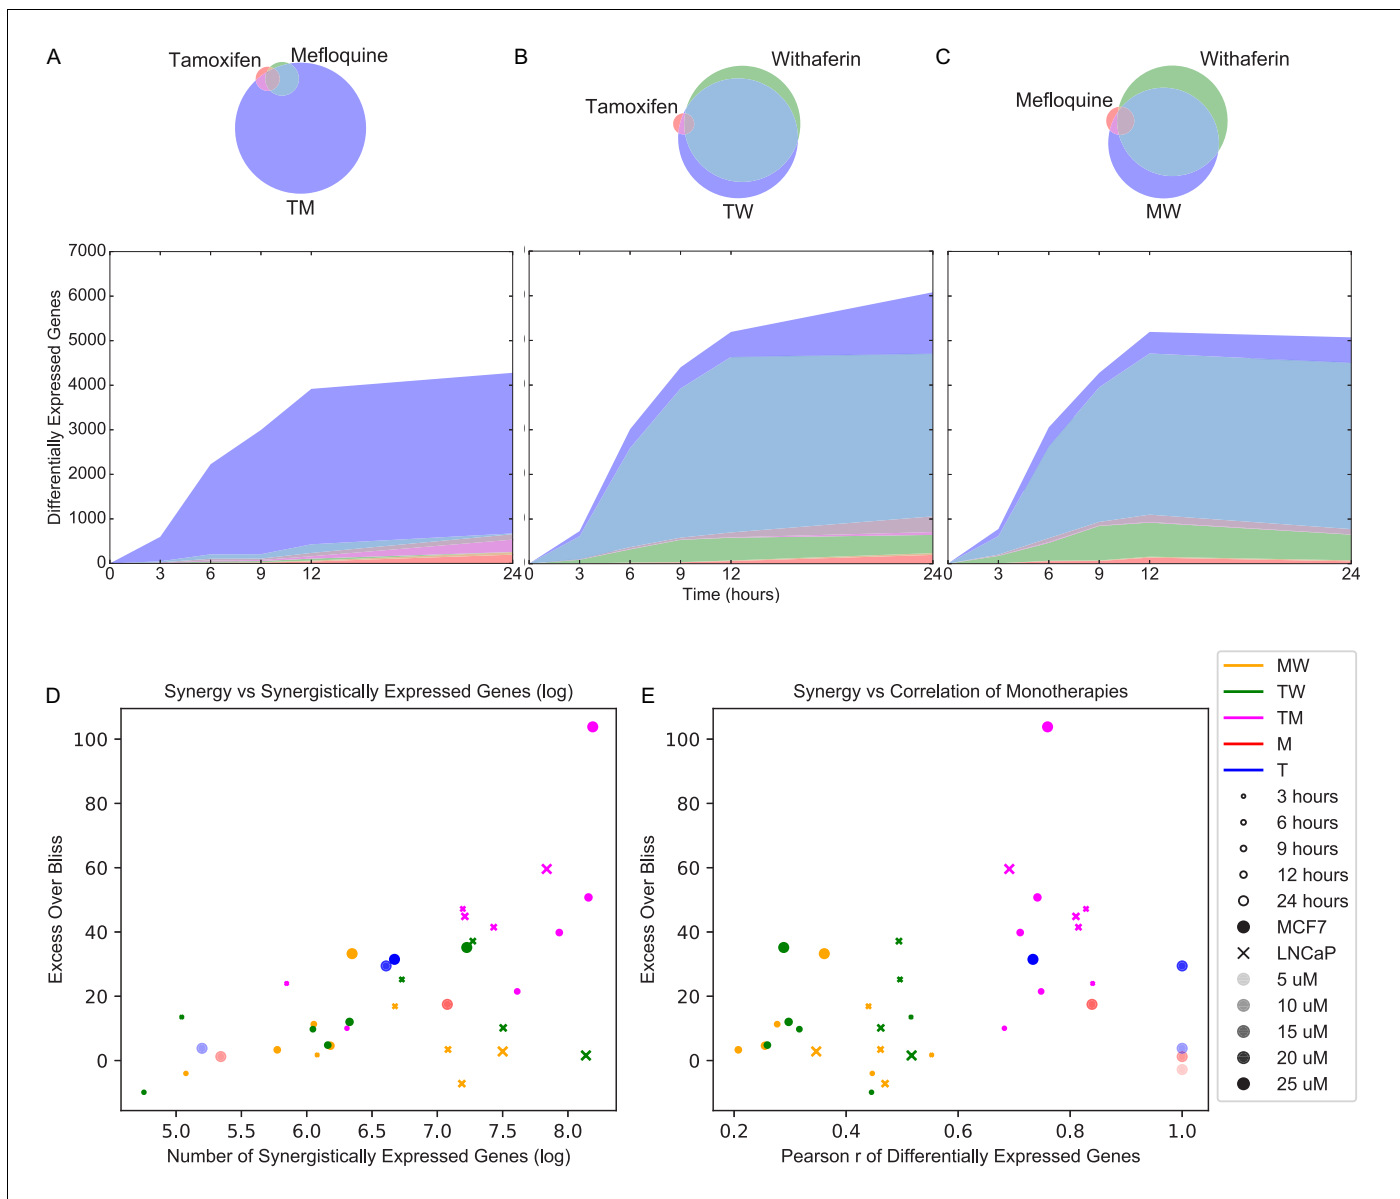 A
Tamoxifen
Mefloquine
TM
B
Withaferin
Tamoxifen
TW
C
Withaferin
Mefloquine
MW
Differentially Expressed Genes
7000
6000
5000
4000
3000
2000
1000
0
0 3 6 9 12 24
0 3 6 9 12 24
0 3 6 9 12 24
Time (hours)
D
Synergy vs Synergistically Expressed Genes (log)
Excess Over Bliss
100
80
60
40
20
0
5.0 5.5 6.0 6.5 7.0 7.5 8.0
Number of Synergistically Expressed Genes (log)
E
Synergy vs Correlation of Monotherapies
Excess Over Bliss
100
80
60
40
20
0
0.2 0.4 0.6 0.8 1.0
Pearson r of Differentially Expressed Genes
MW
TW
TM
M
T
3 hours
6 hours
9 hours
12 hours
24 hours
MCF7
LNCaP
5 uM
10 uM
15 uM
20 uM
25 uM